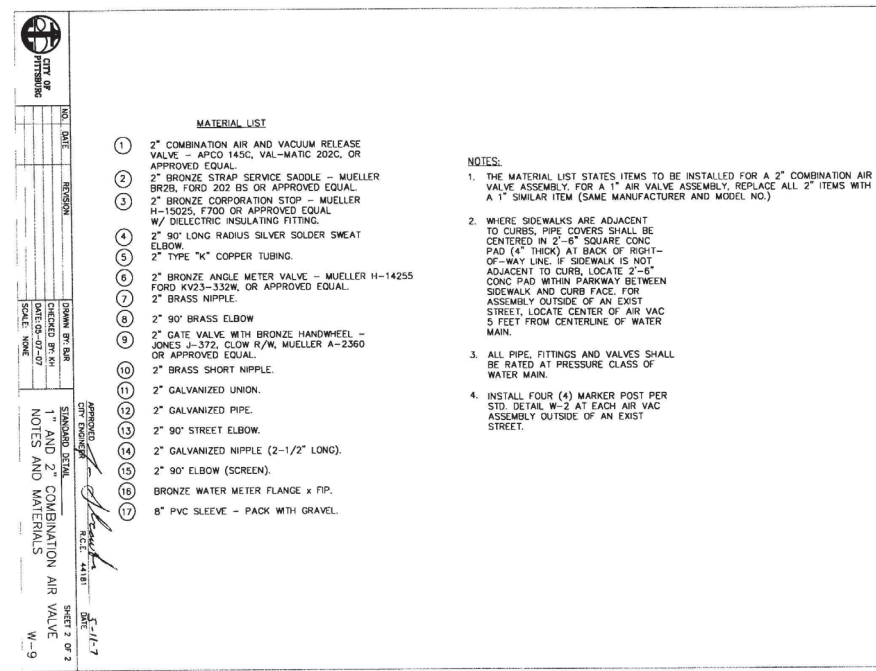 MATERIAL LIST
1 2" COMBINATION AIR AND VACUUM RELEASE
VALVE - APCO 145C, VAL-MATIC 202C, OR
APPROVED EQUAL.
2 2" BRONZE STRAP SERVICE SADDLE - MUELLER
BR2B, FORD 202 BS OR APPROVED EQUAL.
3 2" BRONZE CORPORATION STOP - MUELLER
H-15025, F700 OR APPROVED EQUAL
W/ DIELECTRIC INSULATING FITTING.
4 2" 90° LONG RADIUS SILVER SOLDER SWEAT
ELBOW.
5 2" TYPE "K" COPPER TUBING.
6 2" BRONZE ANGLE METER VALVE - MUELLER H-14255
FORD KV23-332W, OR APPROVED EQUAL.
7 2" BRASS NIPPLE.
8 2" 90° BRASS ELBOW
9 2" GATE VALVE WITH BRONZE HANDWHEEL -
JONES J-372, CLOW R/W, MUELLER A-2360
OR APPROVED EQUAL.
10 2" BRASS SHORT NIPPLE.
11 2" GALVANIZED UNION.
12 2" GALVANIZED PIPE.
13 2" 90° STREET ELBOW.
14 2" GALVANIZED NIPPLE (2-1/2" LONG).
15 2" 90° ELBOW (SCREEN).
16 BRONZE WATER METER FLANGE x FIP.
17 8" PVC SLEEVE - PACK WITH GRAVEL.
NOTES:
1. THE MATERIAL LIST STATES ITEMS TO BE INSTALLED FOR A 2" COMBINATION AIR
VALVE ASSEMBLY. FOR A 1" AIR VALVE ASSEMBLY, REPLACE ALL 2" ITEMS WITH
A 1" SIMILAR ITEM (SAME MANUFACTURER AND MODEL NO.)
2. WHERE SIDEWALKS ARE ADJACENT
TO CURBS, PIPE COVERS SHALL BE
CENTERED IN 2'-6" SQUARE CONC
PAD (4" THICK) AT BACK OF RIGHT-
OF-WAY LINE. IF SIDEWALK IS NOT
ADJACENT TO CURB, LOCATE 2'-6"
CONC PAD WITHIN PARKWAY BETWEEN
SIDEWALK AND CURB FACE. FOR
ASSEMBLY OUTSIDE OF AN EXIST
STREET, LOCATE CENTER OF AIR VAC
5 FEET FROM CENTERLINE OF WATER
MAIN.
3. ALL PIPE, FITTINGS AND VALVES SHALL
BE RATED AT PRESSURE CLASS OF
WATER MAIN.
4. INSTALL FOUR (4) MARKER POST PER
STD. DETAIL W-2 AT EACH AIR VAC
ASSEMBLY OUTSIDE OF AN EXIST
STREET.
CITY OF
PITTSBURG
NO. DATE REVISION
DRAWN BY: BJR
CHECKED BY: KH
DATE: 05-07-07
SCALE: NONE
APPROVED
CITY ENGINEER R.C.E. 44181 DATE 5-11-7
STANDARD DETAIL SHEET 2 OF 2
1" AND 2" COMBINATION AIR VALVE
NOTES AND MATERIALS W-9